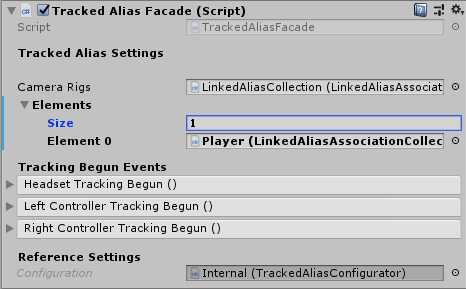 Tracked Alias Facade (Script)
Script TrackedAliasFacade
Tracked Alias Settings
Camera Rigs LinkedAliasCollection (LinkedAliasAssociat
Elements
Size 1
Element 0 Player (LinkedAliasAssociationCollec
Tracking Begun Events
Headset Tracking Begun ()
Left Controller Tracking Begun ()
Right Controller Tracking Begun ()
Reference Settings
Configuration Internal (TrackedAliasConfigurator)